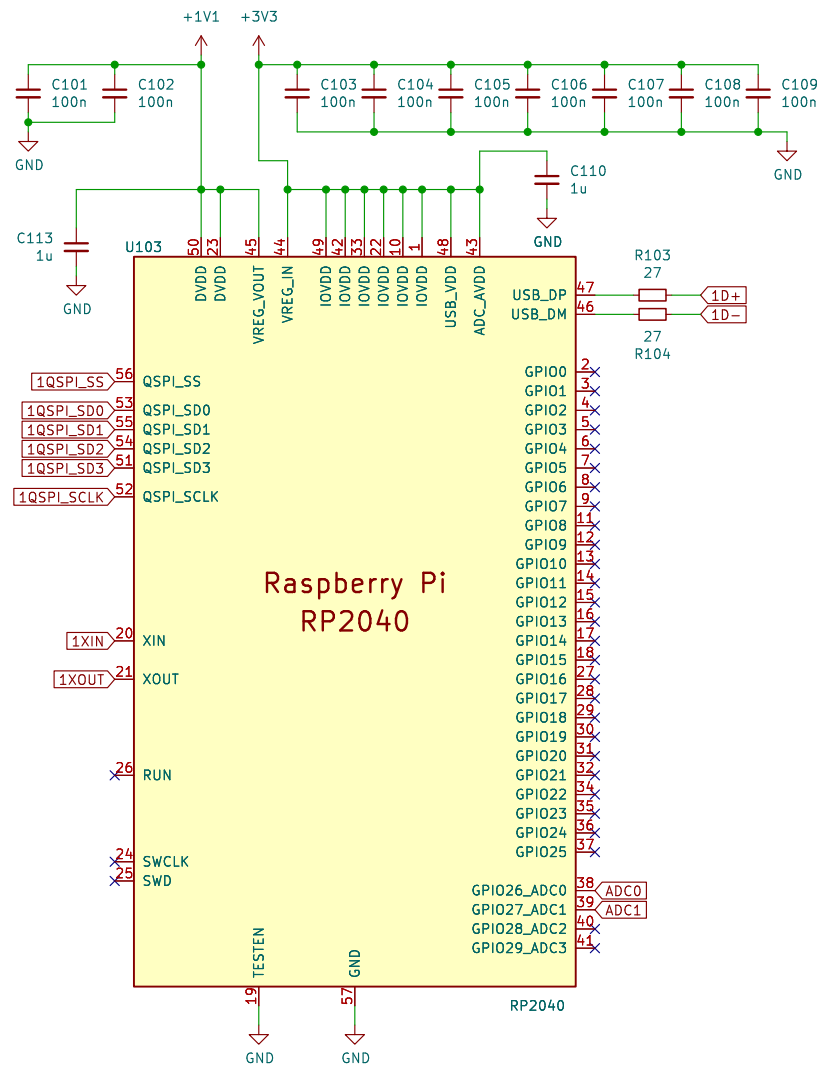 +1V1
+3V3
C101
100n
C102
100n
C103
100n
C104
100n
C105
100n
C106
100n
C107
100n
C108
100n
C109
100n
GND
GND
C110
1u
GND
C113
1u
GND
U103
50
23
45
44
49
42
33
22
10
1
48
43
DVDD
DVDD
VREG_VOUT
VREG_IN
IOVDD
IOVDD
IOVDD
IOVDD
IOVDD
IOVDD
USB_VDD
ADC_AVDD
R103
27
USB_DP 47 1D+
USB_DM 46 1D-
27
R104
1QSPI_SS 56 QSPI_SS
1QSPI_SD0 53 QSPI_SD0
1QSPI_SD1 55 QSPI_SD1
1QSPI_SD2 54 QSPI_SD2
1QSPI_SD3 51 QSPI_SD3
1QSPI_SCLK 52 QSPI_SCLK
GPIO0 2
GPIO1 3
GPIO2 4
GPIO3 5
GPIO4 6
GPIO5 7
GPIO6 8
GPIO7 9
GPIO8 11
GPIO9 12
GPIO10 13
GPIO11 14
GPIO12 15
GPIO13 16
GPIO14 17
GPIO15 18
GPIO16 27
GPIO17 28
GPIO18 29
GPIO19 30
GPIO20 31
GPIO21 32
GPIO22 34
GPIO23 35
GPIO24 36
GPIO25 37
Raspberry Pi
RP2040
1XIN 20 XIN
1XOUT 21 XOUT
26 RUN
24 SWCLK
25 SWD
GPIO26_ADC0 38 ADC0
GPIO27_ADC1 39 ADC1
GPIO28_ADC2 40
GPIO29_ADC3 41
TESTEN
GND
19
57
RP2040
GND
GND